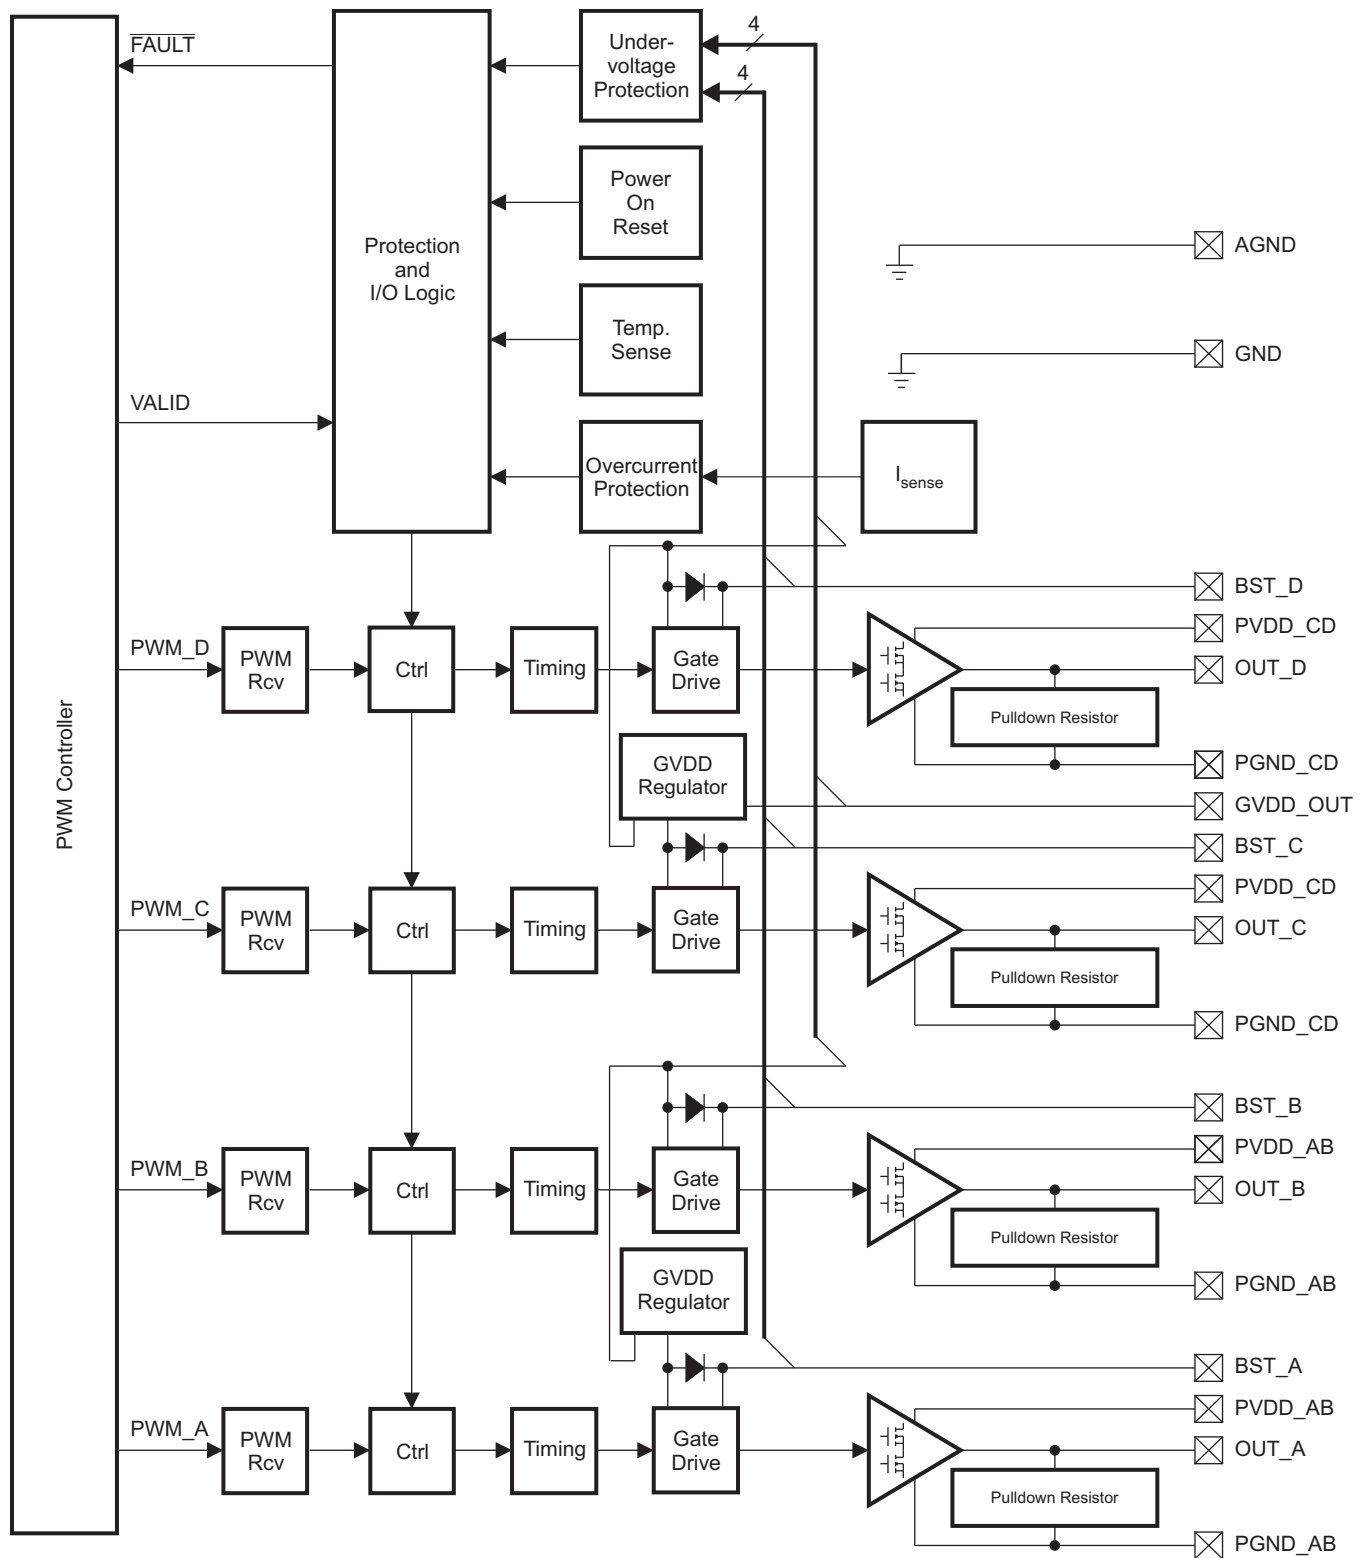 FAULT
Under-
voltage
Protection
4
4
Power
On
Reset
Protection
and
I/O Logic
AGND
Temp.
Sense
GND
VALID
Overcurrent
Protection
Isense
BST_D
PVDD_CD
PWM_D
PWM
Rcv
Ctrl
Timing
Gate
Drive
OUT_D
Pulldown Resistor
PWM Controller
GVDD
Regulator
PGND_CD
GVDD_OUT
BST_C
PVDD_CD
PWM_C
PWM
Rcv
Ctrl
Timing
Gate
Drive
OUT_C
Pulldown Resistor
PGND_CD
BST_B
PVDD_AB
PWM_B
PWM
Rcv
Ctrl
Timing
Gate
Drive
OUT_B
Pulldown Resistor
GVDD
Regulator
PGND_AB
BST_A
PVDD_AB
PWM_A
PWM
Rcv
Ctrl
Timing
Gate
Drive
OUT_A
Pulldown Resistor
PGND_AB